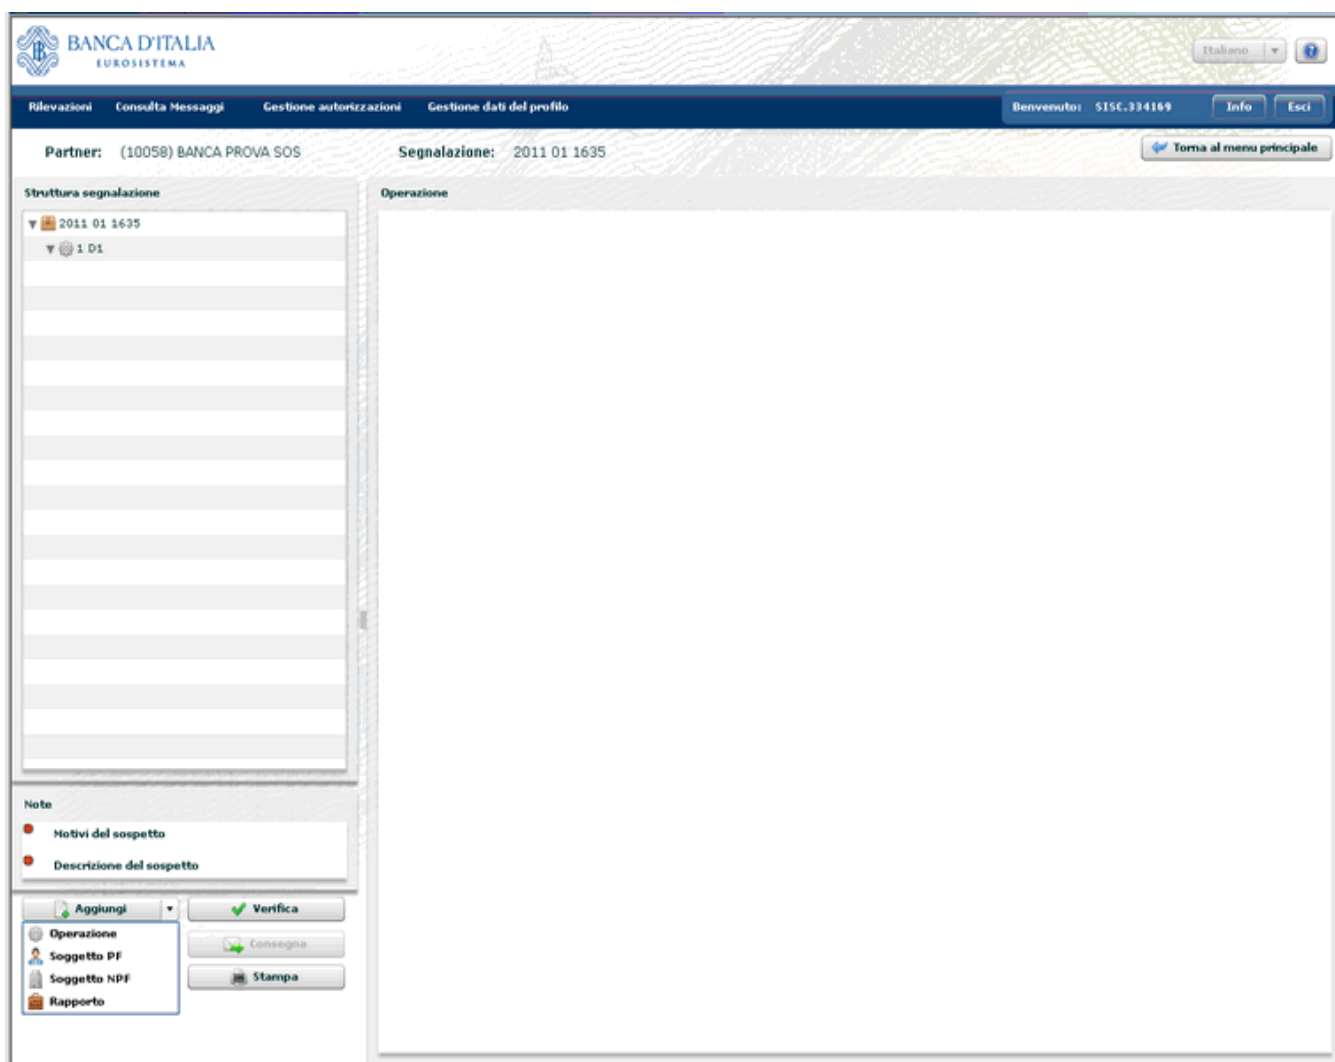 BANCA D'ITALIA
EUROSISTEMA
Italiano
Rilevazioni Consulta Messaggi Gestione autorizzazioni Gestione dati del profilo Benvenuto: SISC.334169 Info Esci
Partner: (10058) BANCA PROVA SOS Segnalazione: 2011 01 1635 Torna al menu principale
Struttura segnalazione Operazione
2011 01 1635
1 D1
Note
Motivi del sospetto
Descrizione del sospetto
Aggiungi Verifica
Operazione
Consegna
Soggetto PF
Soggetto NPF Stampa
Rapporto